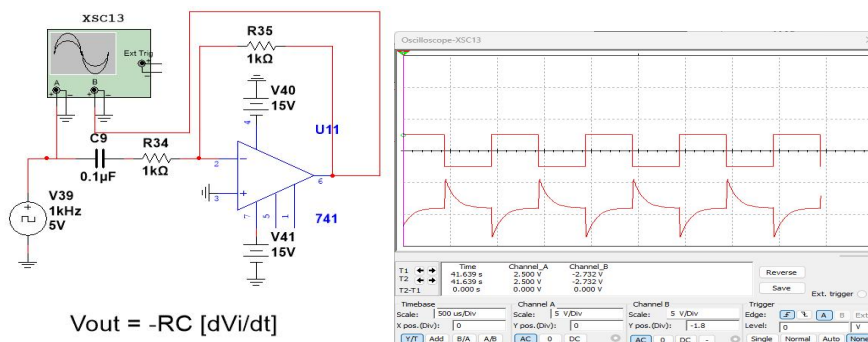 XSC13
Ext Trig
A
B
R35
1kΩ
V40
15V
4
U11
C9
0.1µF
R34
1kΩ
2
3
6
7
5
1
741
V39
1kHz
5V
V41
15V
Vout = -RC [dVi/dt]
Oscilloscope-XSC13
Time Channel_A Channel_B
T1 41.639 s 2.500 V -2.732 V
T2 41.639 s 2.500 V -2.732 V
T2-T1 0.000 s 0.000 V 0.000 V
Reverse
Save
Ext. trigger
Timebase
Scale: 500 us/Div
X pos.(Div): 0
Y/T Add B/A A/B
Channel A
Scale: 5 V/Div
Y pos.(Div): 0
AC 0 DC
Channel B
Scale: 5 V/Div
Y pos.(Div): -1.8
AC 0 DC -
Trigger
Edge: A B Ext
Level: 0 V
Single Normal Auto None